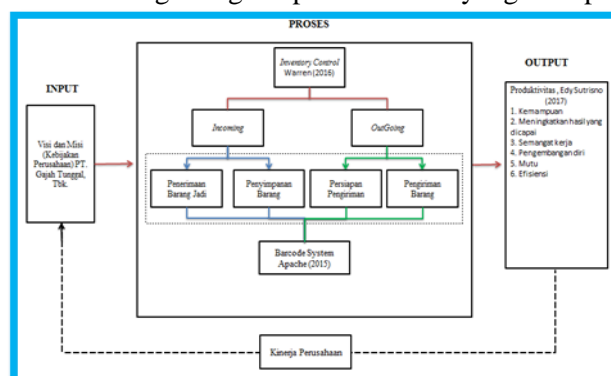 PROSES
INPUT
Visi dan Misi
(Kebijakan
Perusahaan) PT.
Gajah Tunggal,
Tbk.
Inventory Control
Warren (2016)
Incoming
OutGoing
Penerimaan
Barang Jadi
Penyimpanan
Barang
Persiapan
Pengiriman
Pengiriman
Barang
Barcode System
Apache (2015)
OUTPUT
Produktivitas , Edy Sutrisno
(2017)
1. Kemampuan
2. Meningkatkan hasil yang
dicapai
3. Semangat kerja
4. Pengembangan diri
5. Mutu
6. Efisiensi
Kinerja Perusahaan